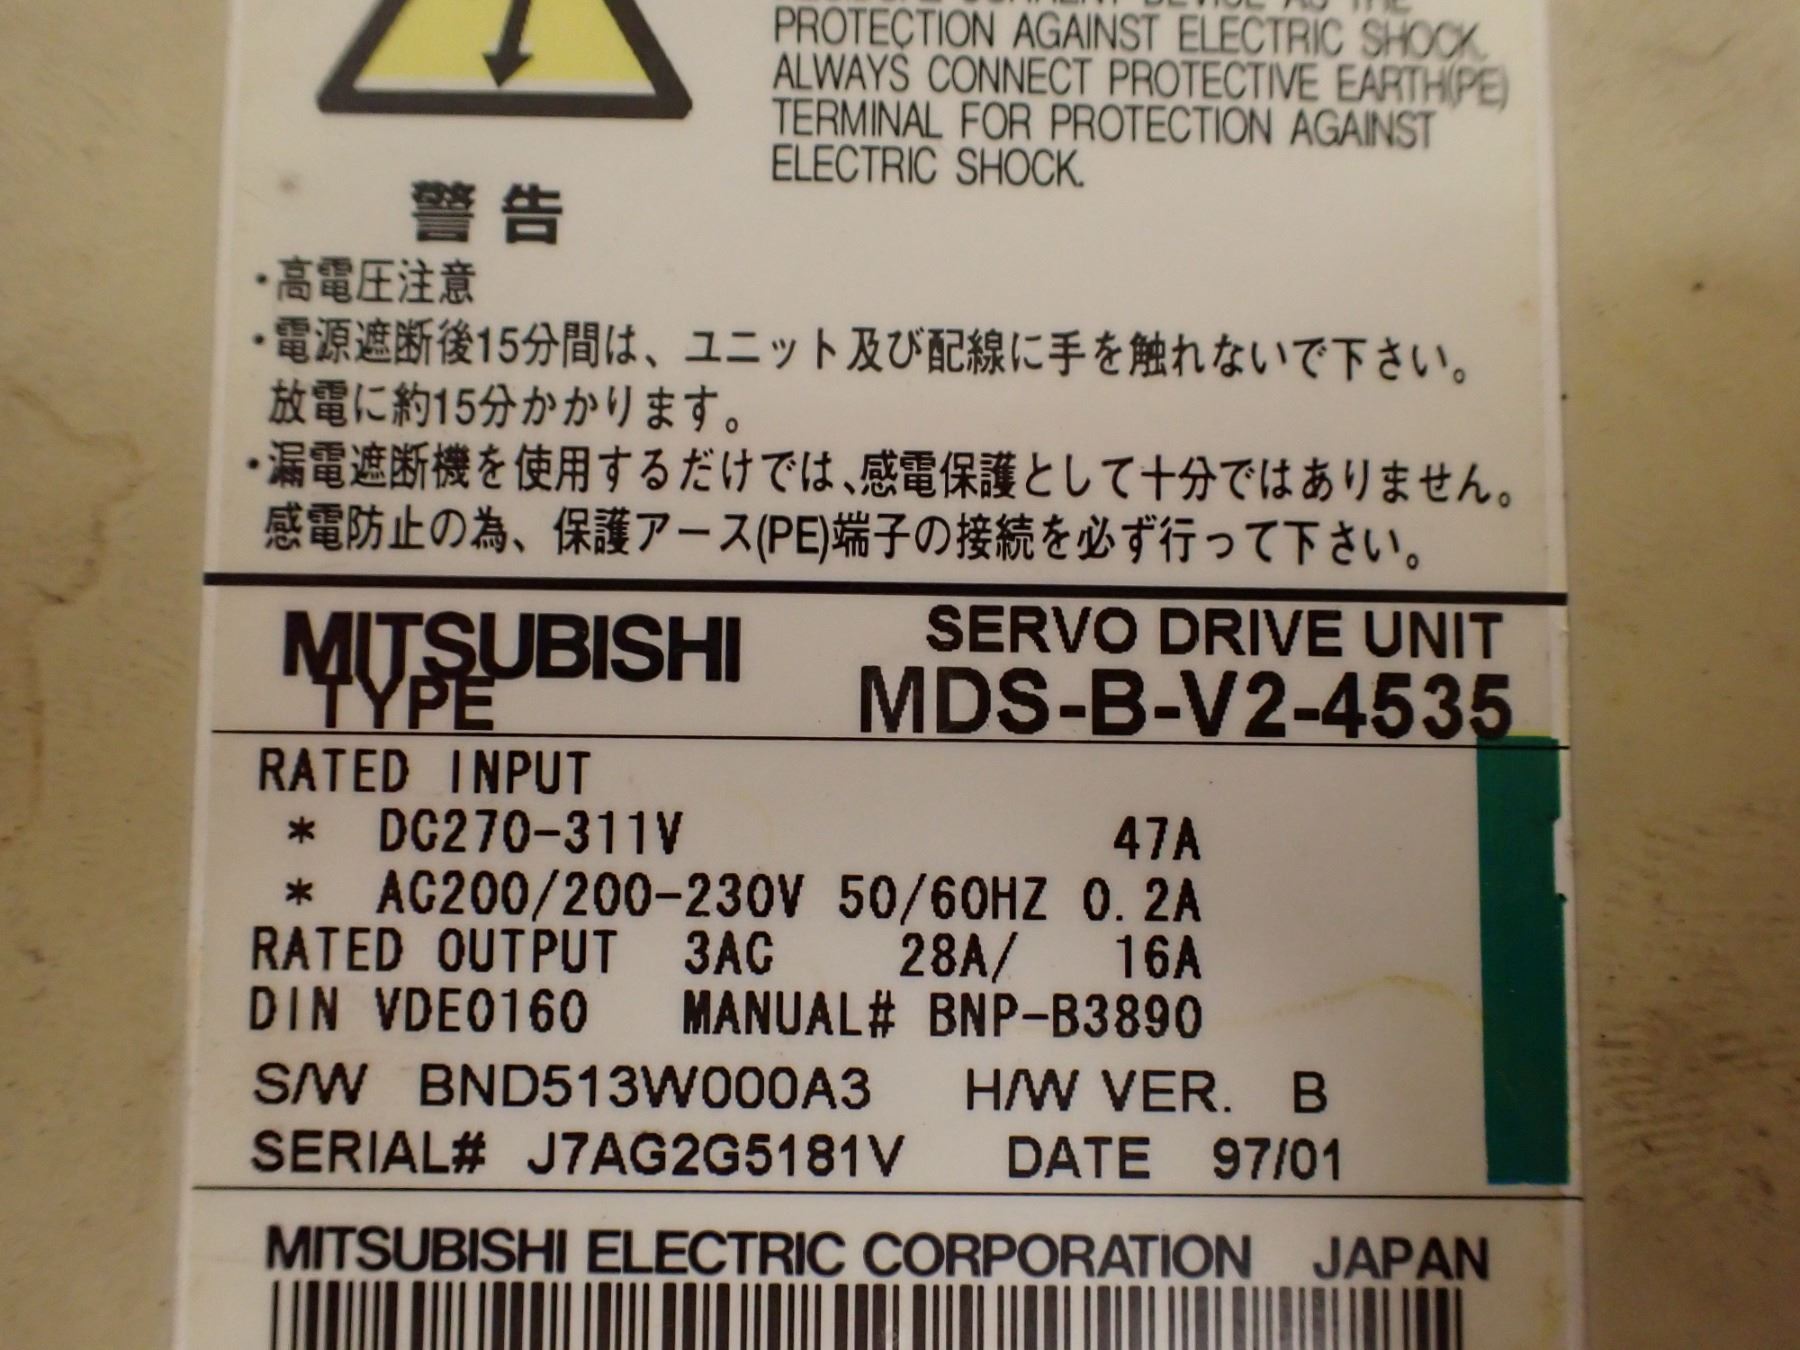 CURRENT DEVICE AS THE
PROTECTION AGAINST ELECTRIC SHOCK.
ALWAYS CONNECT PROTECTIVE EARTH(PE)
TERMINAL FOR PROTECTION AGAINST
ELECTRIC SHOCK.
警告
・高電圧注意
・電源遮断後15分間は、ユニット及び配線に手を触れないで下さい。
放電に約15分かかります。
・漏電遮断機を使用するだけでは、感電保護として十分ではありません。
感電防止の為、保護アース(PE)端子の接続を必ず行って下さい。
MITSUBISHI SERVO DRIVE UNIT
TYPE MDS-B-V2-4535
RATED INPUT
* DC270-311V 47A
* AC200/200-230V 50/60HZ 0.2A
RATED OUTPUT 3AC 28A/ 16A
DIN VDE0160 MANUAL# BNP-B3890
S/W BND513W000A3 H/W VER. B
SERIAL# J7AG2G5181V DATE 97/01
MITSUBISHI ELECTRIC CORPORATION JAPAN